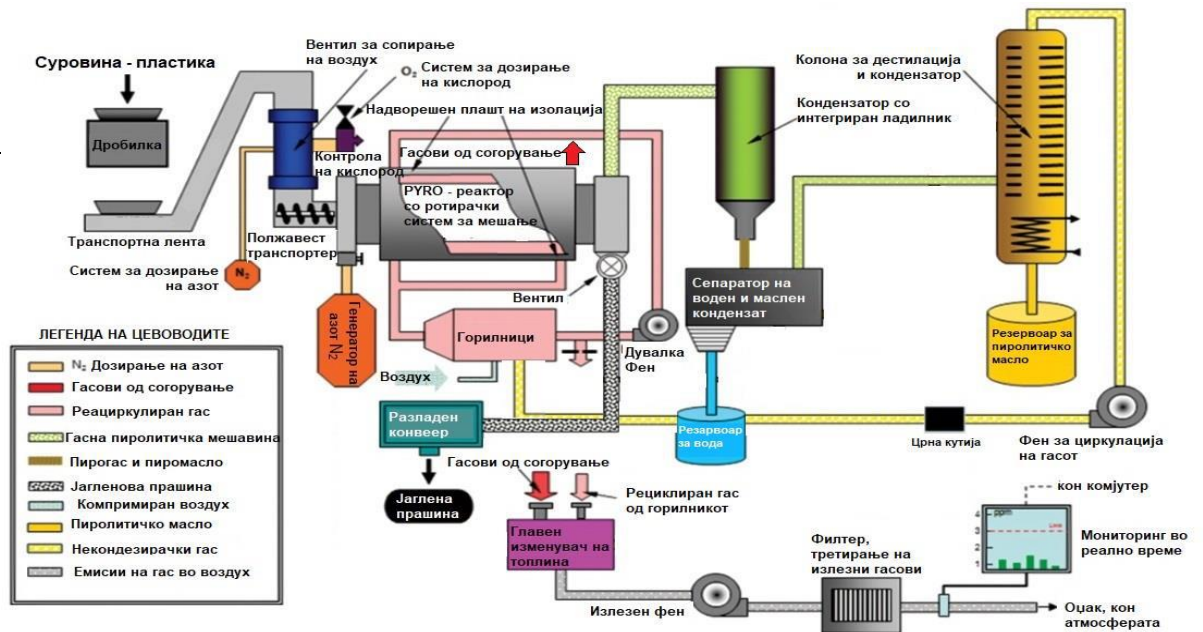 Суровина - пластика
Дробилка
Транспортна лента
Систем за дозирање
на азот
N₂
Вентил за сопирање
на воздух
O₂ Систем за дозирање
на кислород
Надворешен плашт на изолација
Контрола
на кислород
Гасови од согорување
PYRO - реактор
со ротирачки
систем за мешање
Полжавест
транспортер
Генератор на
азот N₂
Вентил
Горилници
Воздух
Дувалка
Фен
Разладен
конвеер
Јаглена
прашина
Колона за дестилација
и кондензатор
Кондензатор со
интегриран ладилник
Сепаратор на
воден и маслен
кондензат
Резервоар за
пиролитичко
масло
Резарвоар
за вода
Црна кутија
Фен за циркулација
на гасот
Гасови од согорување
Рециклиран гас
од горилникот
Главен
изменувач на
топлина
Излезен фен
Филтер,
третирање на
излезни гасови
кон комјутер
ppm
4
3
2
1
Мониторинг во
реално време
Оџак, кон
атмосферата
ЛЕГЕНДА НА ЦЕВОВОДИТЕ
N₂ Дозирање на азот
Гасови од согорување
Реациркулиран гас
Гасна пиролитичка мешавина
Пирогас и пиромасло
Јагленова прашина
Компримиран воздух
Пиролитичко масло
Некондезирачки гас
Емисии на гас во воздух